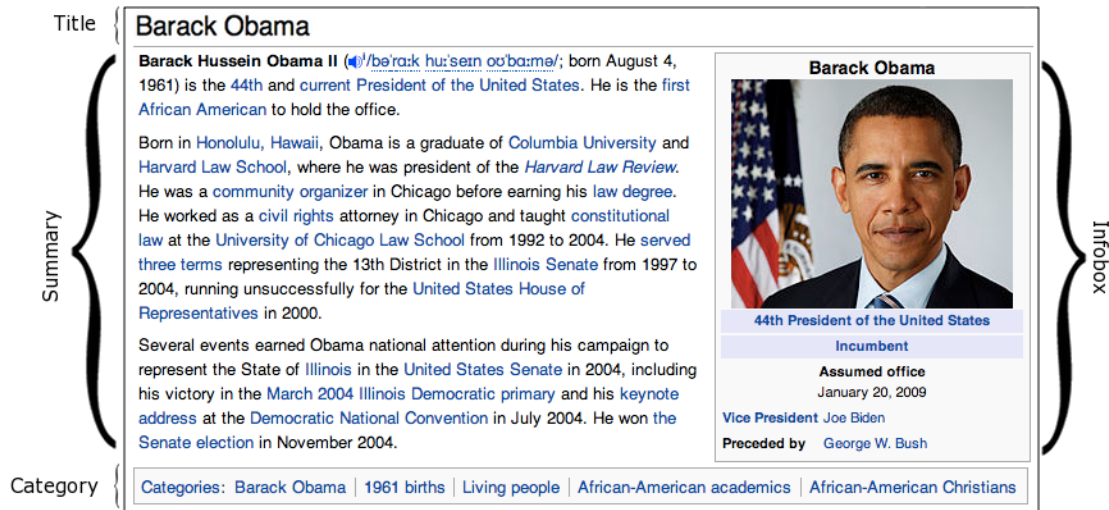 Title
Barack Obama
Barack Hussein Obama II (/bəˈrɑːk huːˈseɪn oʊˈbɑːmə/; born August 4,
1961) is the 44th and current President of the United States. He is the first
African American to hold the office.
Born in Honolulu, Hawaii, Obama is a graduate of Columbia University and
Harvard Law School, where he was president of the Harvard Law Review.
He was a community organizer in Chicago before earning his law degree.
He worked as a civil rights attorney in Chicago and taught constitutional
law at the University of Chicago Law School from 1992 to 2004. He served
three terms representing the 13th District in the Illinois Senate from 1997 to
2004, running unsuccessfully for the United States House of
Representatives in 2000.
Several events earned Obama national attention during his campaign to
represent the State of Illinois in the United States Senate in 2004, including
his victory in the March 2004 Illinois Democratic primary and his keynote
address at the Democratic National Convention in July 2004. He won the
Senate election in November 2004.
Summary
Barack Obama
44th President of the United States
Incumbent
Assumed office
January 20, 2009
Vice President Joe Biden
Preceded by George W. Bush
Infobox
Category
Categories: Barack Obama | 1961 births | Living people | African-American academics | African-American Christians